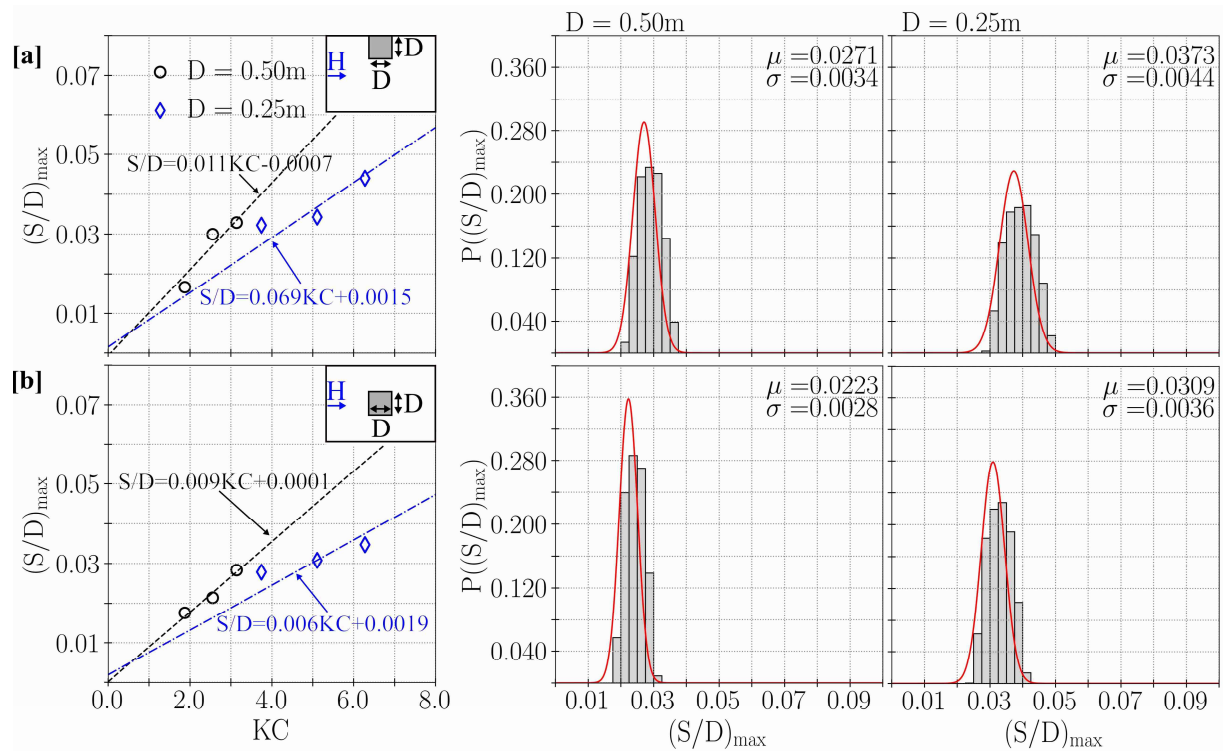 [a]
0.07
0.05
0.03
0.01
(S/D)max
D = 0.50m
D = 0.25m
H
D
D
S/D=0.011KC-0.0007
S/D=0.069KC+0.0015
D = 0.50m
μ =0.0271
σ =0.0034
0.360
0.280
0.200
0.120
0.040
P((S/D)max)
D = 0.25m
μ =0.0373
σ =0.0044
[b]
0.07
0.05
0.03
0.01
(S/D)max
H
D
D
S/D=0.009KC+0.0001
S/D=0.006KC+0.0019
0.0 2.0 4.0 6.0 8.0
KC
μ =0.0223
σ =0.0028
0.360
0.280
0.200
0.120
0.040
P((S/D)max)
0.01 0.03 0.05 0.07 0.09
(S/D)max
μ =0.0309
σ =0.0036
0.01 0.03 0.05 0.07 0.09
(S/D)max